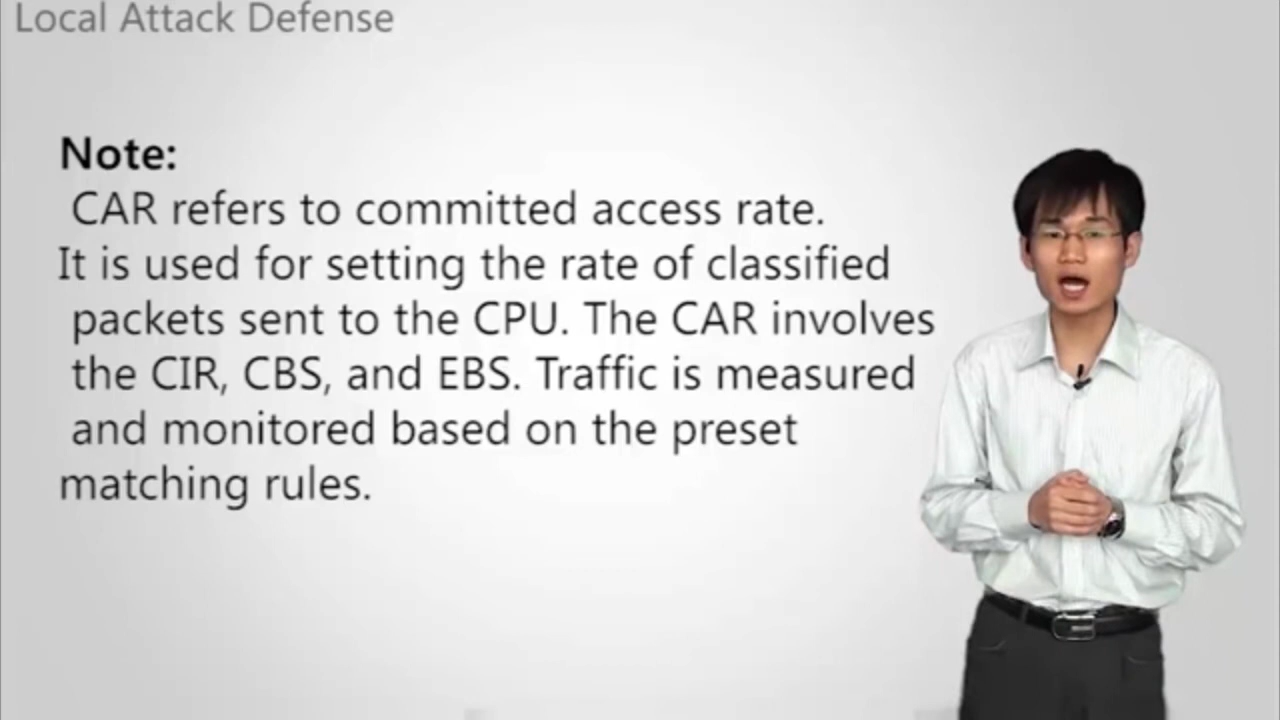 Local Attack Defense
Note:
CAR refers to committed access rate.
It is used for setting the rate of classified
packets sent to the CPU. The CAR involves
the CIR, CBS, and EBS. Traffic is measured
and monitored based on the preset
matching rules.